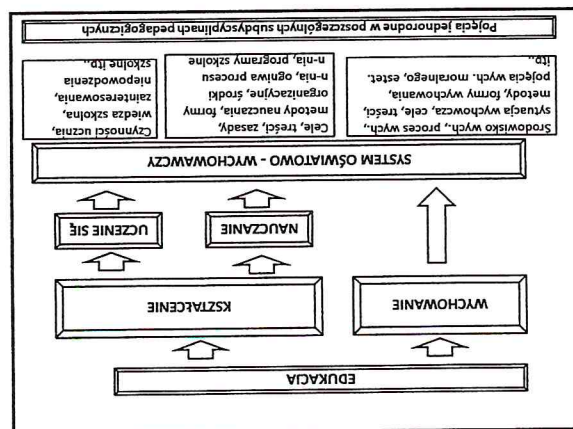 EDUKACJA
WYCHOWANIE
KSZTAŁCENIE
NAUCZANIE
UCZENIE SIĘ
SYSTEM OŚWIATOWO - WYCHOWAWCZY
Środowisko wych., proces wych.,
sytuacja wychowawcza, cele, treści,
metody, formy wychowania,
pojęcia wych. moralnego, estet.
itp..
Cele, treści, zasady,
metody nauczania, formy
organizacyjne, środki
n-nia, ogniwa procesu
n-nia, programy szkolne
Czynności ucznia,
wiedza szkolna,
zainteresowania,
niepowodzenia
szkolne itp..
Pojęcia jednorodne w poszczególnych subdyscyplinach pedagogicznych